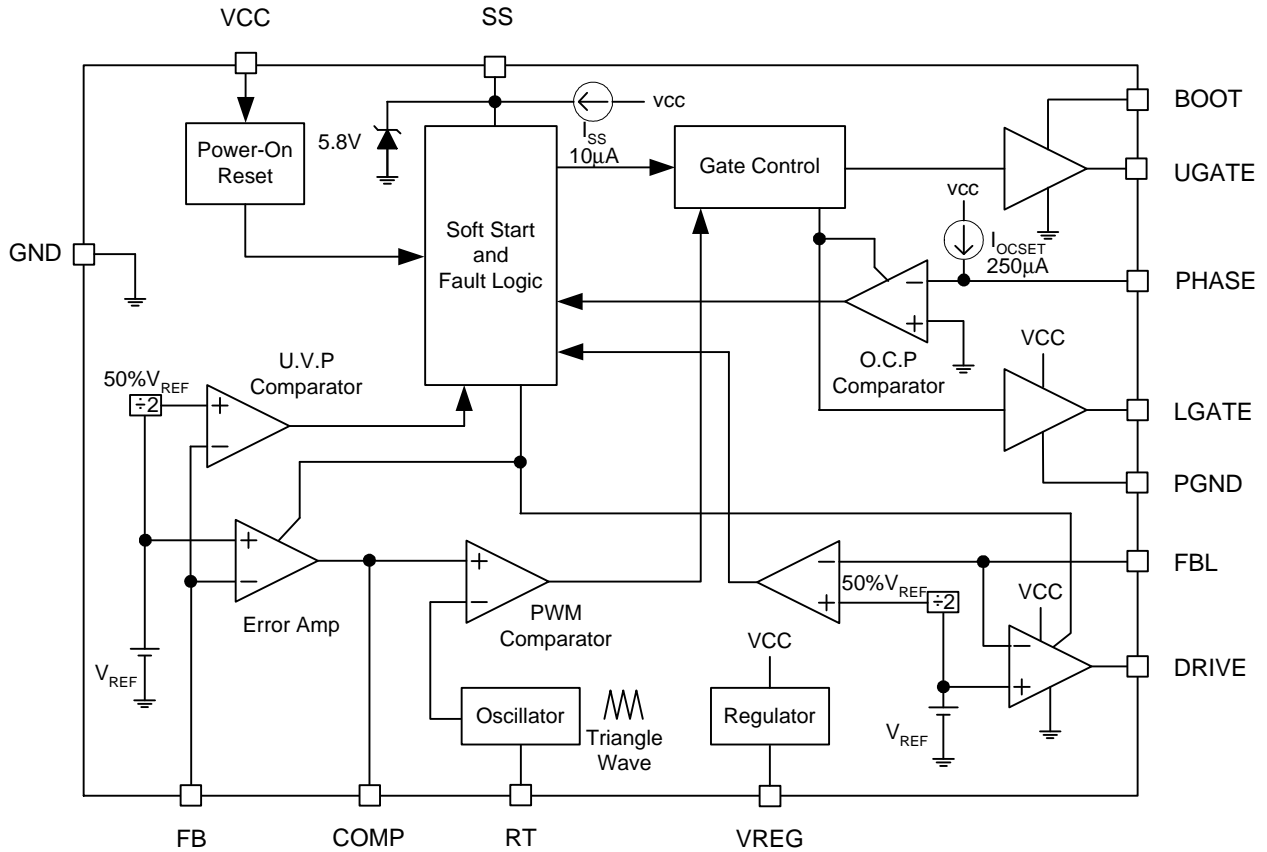 VCC
SS
BOOT
UGATE
GND
PHASE
LGATE
PGND
FBL
DRIVE
FB
COMP
RT
VREG
Power-On
Reset
5.8V
I_SS
10µA
vcc
Soft Start
and
Fault Logic
Gate Control
vcc
I_OCSET
250µA
−
+
O.C.P
Comparator
VCC
U.V.P
Comparator
50%V_REF
÷2
+
−
+
−
Error Amp
V_REF
+
−
PWM
Comparator
Oscillator
Triangle
Wave
VCC
Regulator
−
+
50%V_REF
÷2
VCC
−
+
V_REF